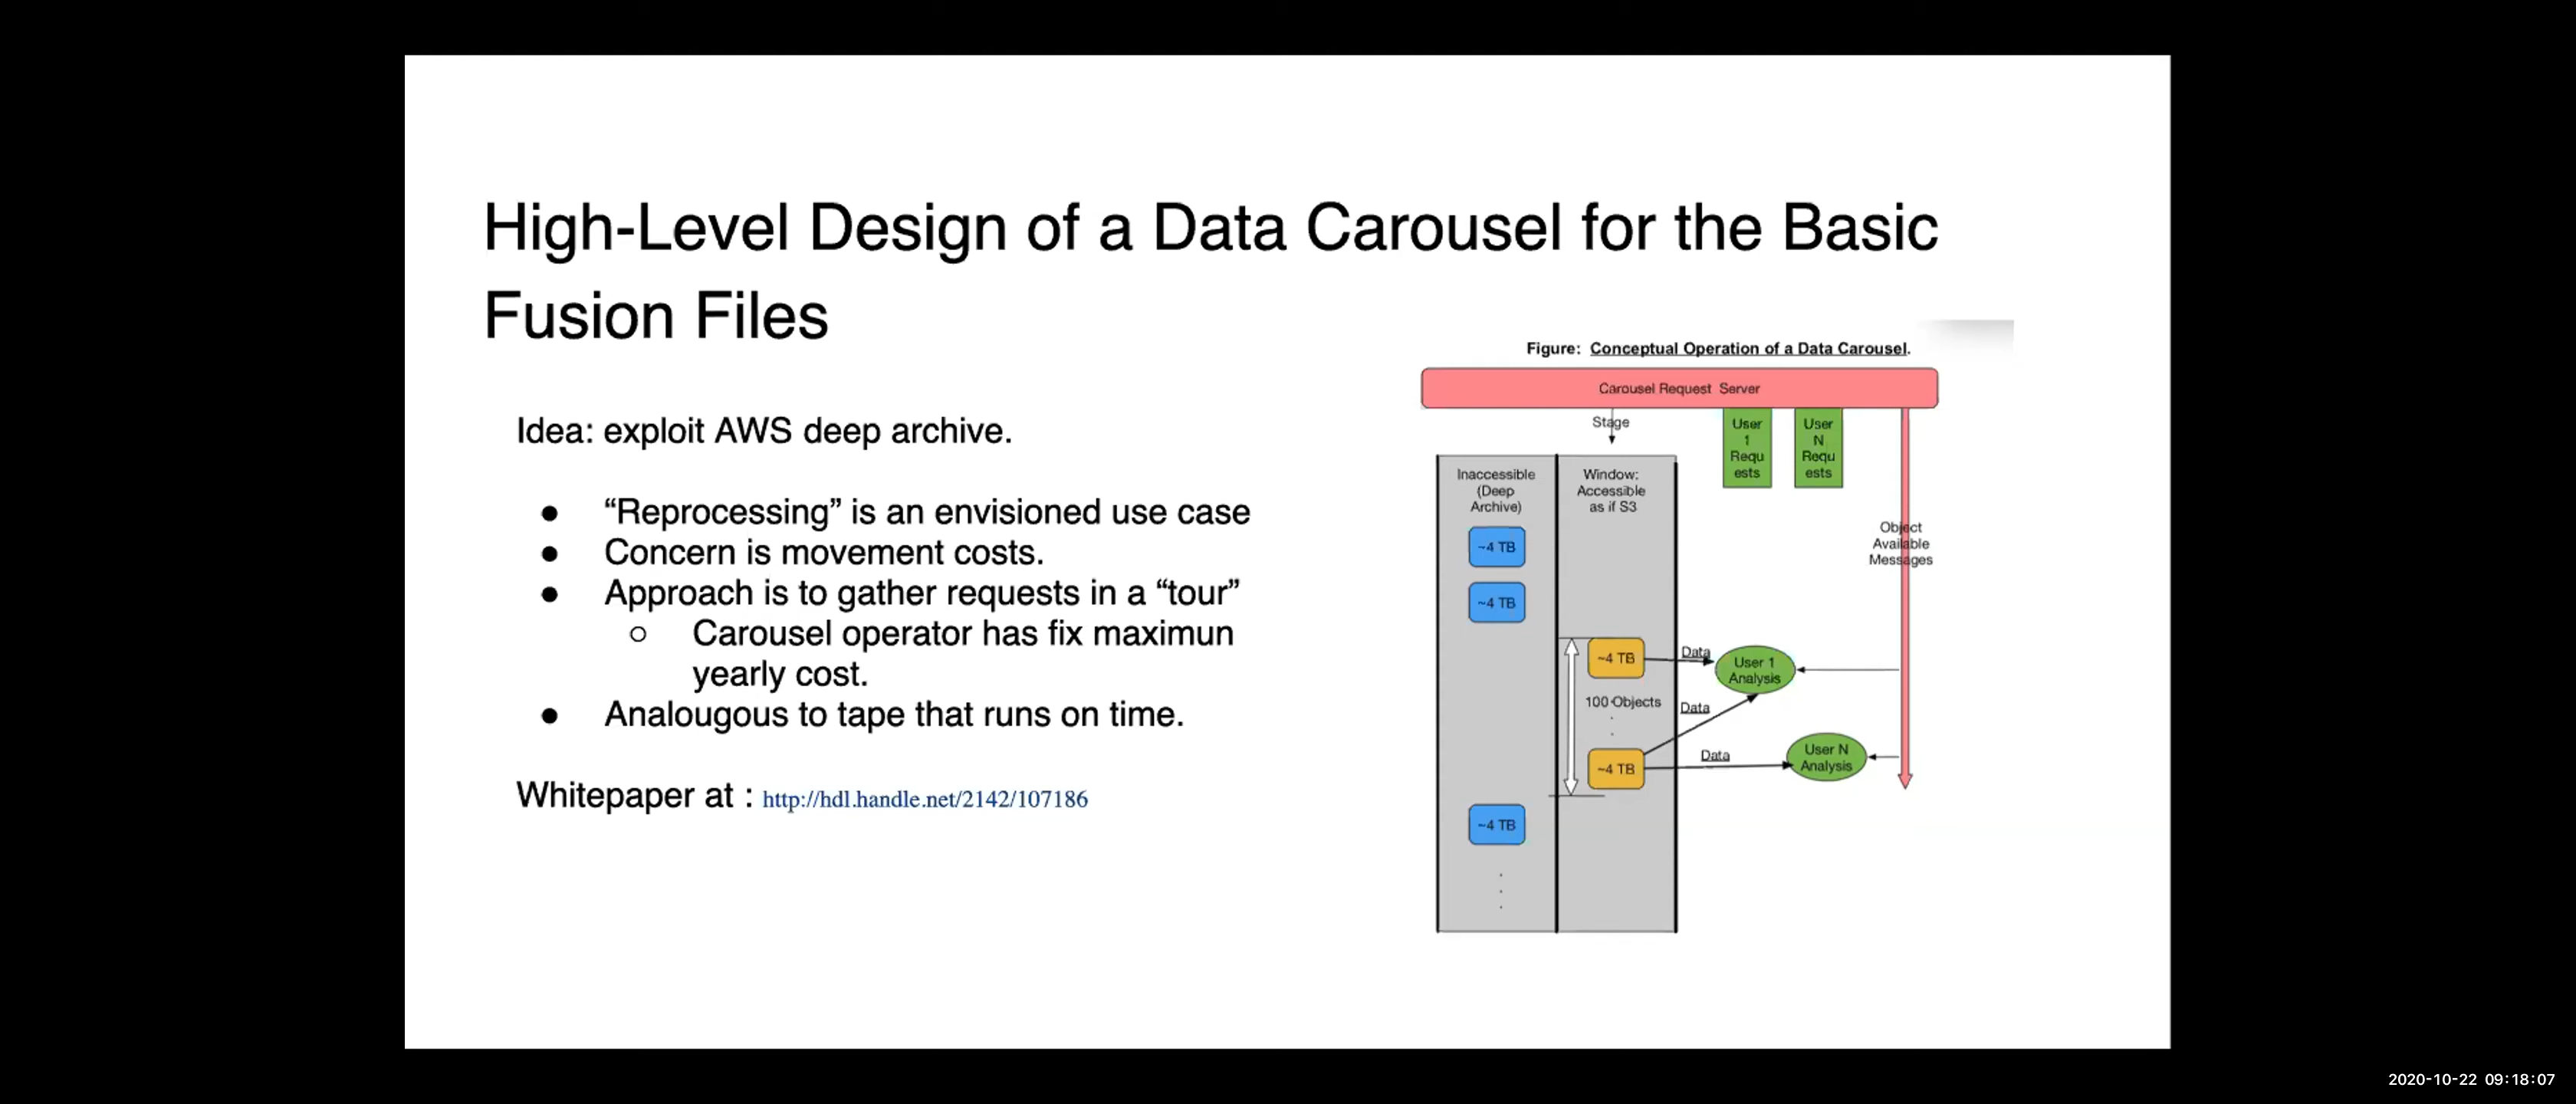 High-Level Design of a Data Carousel for the Basic
Fusion Files
Idea: exploit AWS deep archive.
● “Reprocessing” is an envisioned use case
● Concern is movement costs.
● Approach is to gather requests in a “tour”
○ Carousel operator has fix maximun
yearly cost.
● Analougous to tape that runs on time.
Whitepaper at : http://hdl.handle.net/2142/107186
Figure: Conceptual Operation of a Data Carousel.
Carousel Request Server
Stage
User
1
Requ
ests
User
N
Requ
ests
Inaccessible
(Deep
Archive)
Window:
Accessible
as if S3
Object
Available
Messages
~4 TB
~4 TB
~4 TB
100 Objects
~4 TB
~4 TB
Data
Data
Data
User 1
Analysis
User N
Analysis
2020-10-22 09:18:07